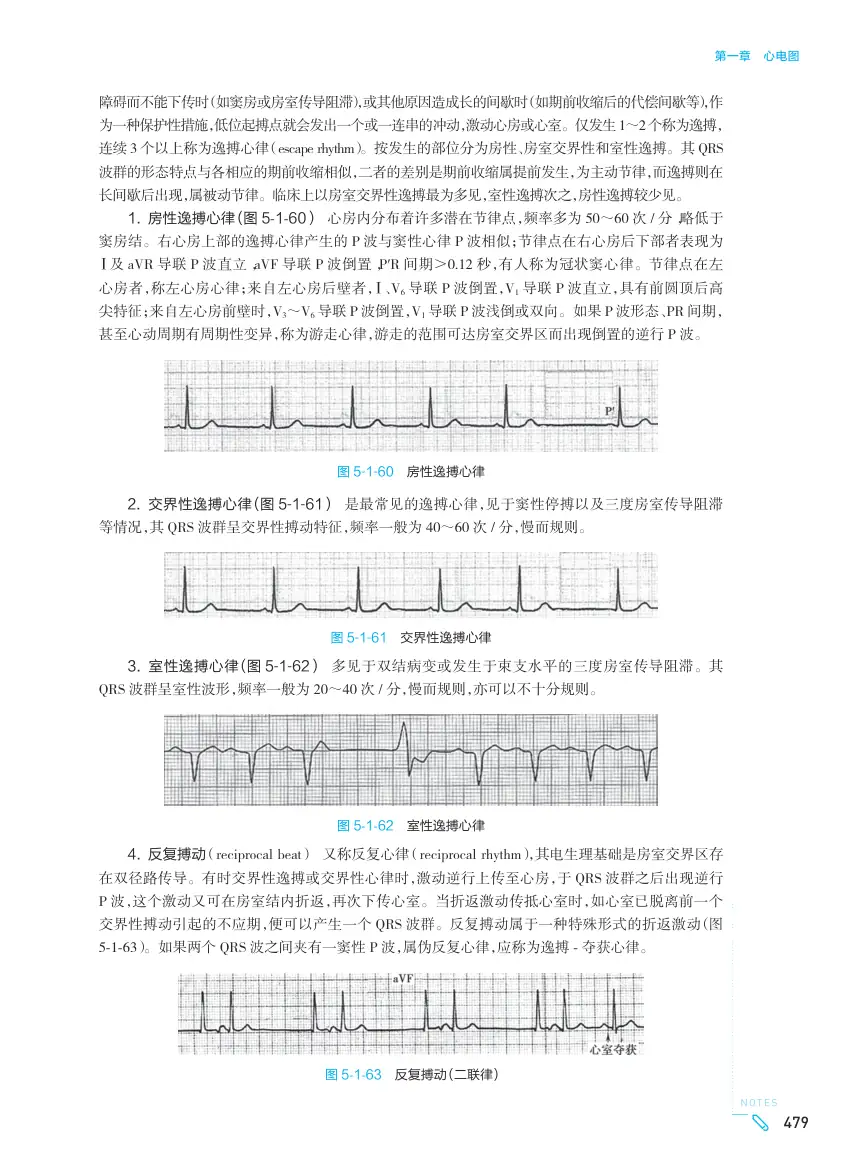 第一章 心电图
障碍而不能下传时(如窦房或房室传导阻滞),或其他原因造成长的间歇时(如期前收缩后的代偿间歇等),作
为一种保护性措施,低位起搏点就会发出一个或一连串的冲动,激动心房或心室。仅发生1～2个称为逸搏,
连续3个以上称为逸搏心律(escape rhythm)。按发生的部位分为房性、房室交界性和室性逸搏。其QRS
波群的形态特点与各相应的期前收缩相似,二者的差别是期前收缩属提前发生,为主动节律,而逸搏则在
长间歇后出现,属被动节律。临床上以房室交界性逸搏最为多见,室性逸搏次之,房性逸搏较少见。
1. 房性逸搏心律(图 5-1-60) 心房内分布着许多潜在节律点,频率多为50～60次/分,略低于
窦房结。右心房上部的逸搏心律产生的P波与窦性心律P波相似;节律点在右心房后下部者表现为
Ⅰ及aVR导联P波直立,aVF导联P波倒置,P′R间期>0.12秒,有人称为冠状窦心律。节律点在左
心房者,称左心房心律;来自左心房后壁者,Ⅰ、V₆导联P波倒置,V₁导联P波直立,具有前圆顶后高
尖特征;来自左心房前壁时,V₃～V₆导联P波倒置,V₁导联P波浅倒或双向。如果P波形态、PR间期,
甚至心动周期有周期性变异,称为游走心律,游走的范围可达房室交界区而出现倒置的逆行P波。
P′
图 5-1-60 房性逸搏心律
2. 交界性逸搏心律(图 5-1-61) 是最常见的逸搏心律,见于窦性停搏以及三度房室传导阻滞
等情况,其QRS波群呈交界性搏动特征,频率一般为40～60次/分,慢而规则。
图 5-1-61 交界性逸搏心律
3. 室性逸搏心律(图 5-1-62) 多见于双结病变或发生于束支水平的三度房室传导阻滞。其
QRS波群呈室性波形,频率一般为20～40次/分,慢而规则,亦可以不十分规则。
图 5-1-62 室性逸搏心律
4. 反复搏动(reciprocal beat) 又称反复心律(reciprocal rhythm),其电生理基础是房室交界区存
在双径路传导。有时交界性逸搏或交界性心律时,激动逆行上传至心房,于QRS波群之后出现逆行
P波,这个激动又可在房室结内折返,再次下传心室。当折返激动传抵心室时,如心室已脱离前一个
交界性搏动引起的不应期,便可以产生一个QRS波群。反复搏动属于一种特殊形式的折返激动(图
5-1-63)。如果两个QRS波之间夹有一窦性P波,属伪反复心律,应称为逸搏-夺获心律。
aVF
心室夺获
图 5-1-63 反复搏动(二联律)
NOTES
479